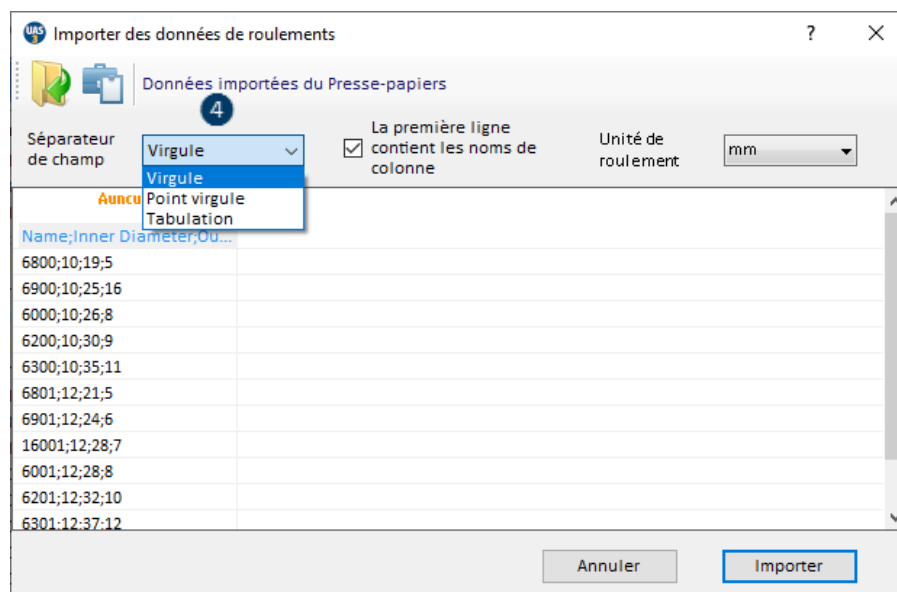 UAS
3
Importer des données de roulements
?
Données importées du Presse-papiers
4
Séparateur
de champ
Virgule
La première ligne
contient les noms de
colonne
Unité de
roulement
mm
Virgule
Point virgule
Tabulation
Auncu
Name;Inner Diameter;Ou...
6800;10;19;5
6900;10;25;16
6000;10;26;8
6200;10;30;9
6300;10;35;11
6801;12;21;5
6901;12;24;6
16001;12;28;7
6001;12;28;8
6201;12;32;10
6301;12;37;12
Annuler
Importer